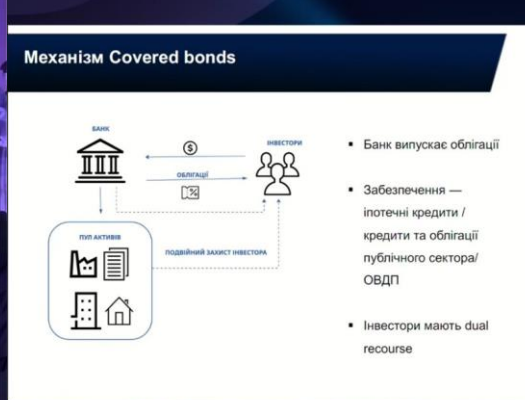 Механізм Covered bonds
БАНК
$
ІНВЕСТОРИ
ОБЛІГАЦІЇ
%
ПУЛ АКТИВІВ
ПОДВІЙНИЙ ЗАХИСТ ІНВЕСТОРА
▪ Банк випускає облігації
▪ Забезпечення —
іпотечні кредити /
кредити та облігації
публічного сектора/
ОВДП
▪ Інвестори мають dual
recourse